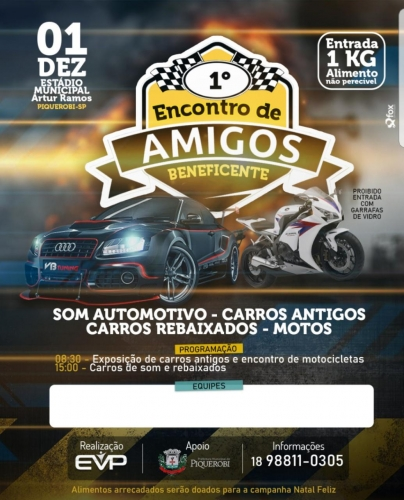 01
DEZ
ESTÁDIO
MUNICIPAL
Artur Ramos
PIQUEROBI-SP
Entrada
1 KG
Alimento
não perecível
1º
Encontro de
AMIGOS
BENEFICENTE
fox
PROIBIDO
ENTRADA
COM
GARRAFAS
DE VIDRO
SOM AUTOMOTIVO - CARROS ANTIGOS
CARROS REBAIXADOS - MOTOS
PROGRAMAÇÃO
08:30 - Exposição de carros antigos e encontro de motocicletas
15:00 - Carros de som e rebaixados
EQUIPES
Realização
EVP
Apoio
PIQUEROBI
Informações
18 98811-0305
Alimentos arrecadados serão doados para a campanha Natal Feliz